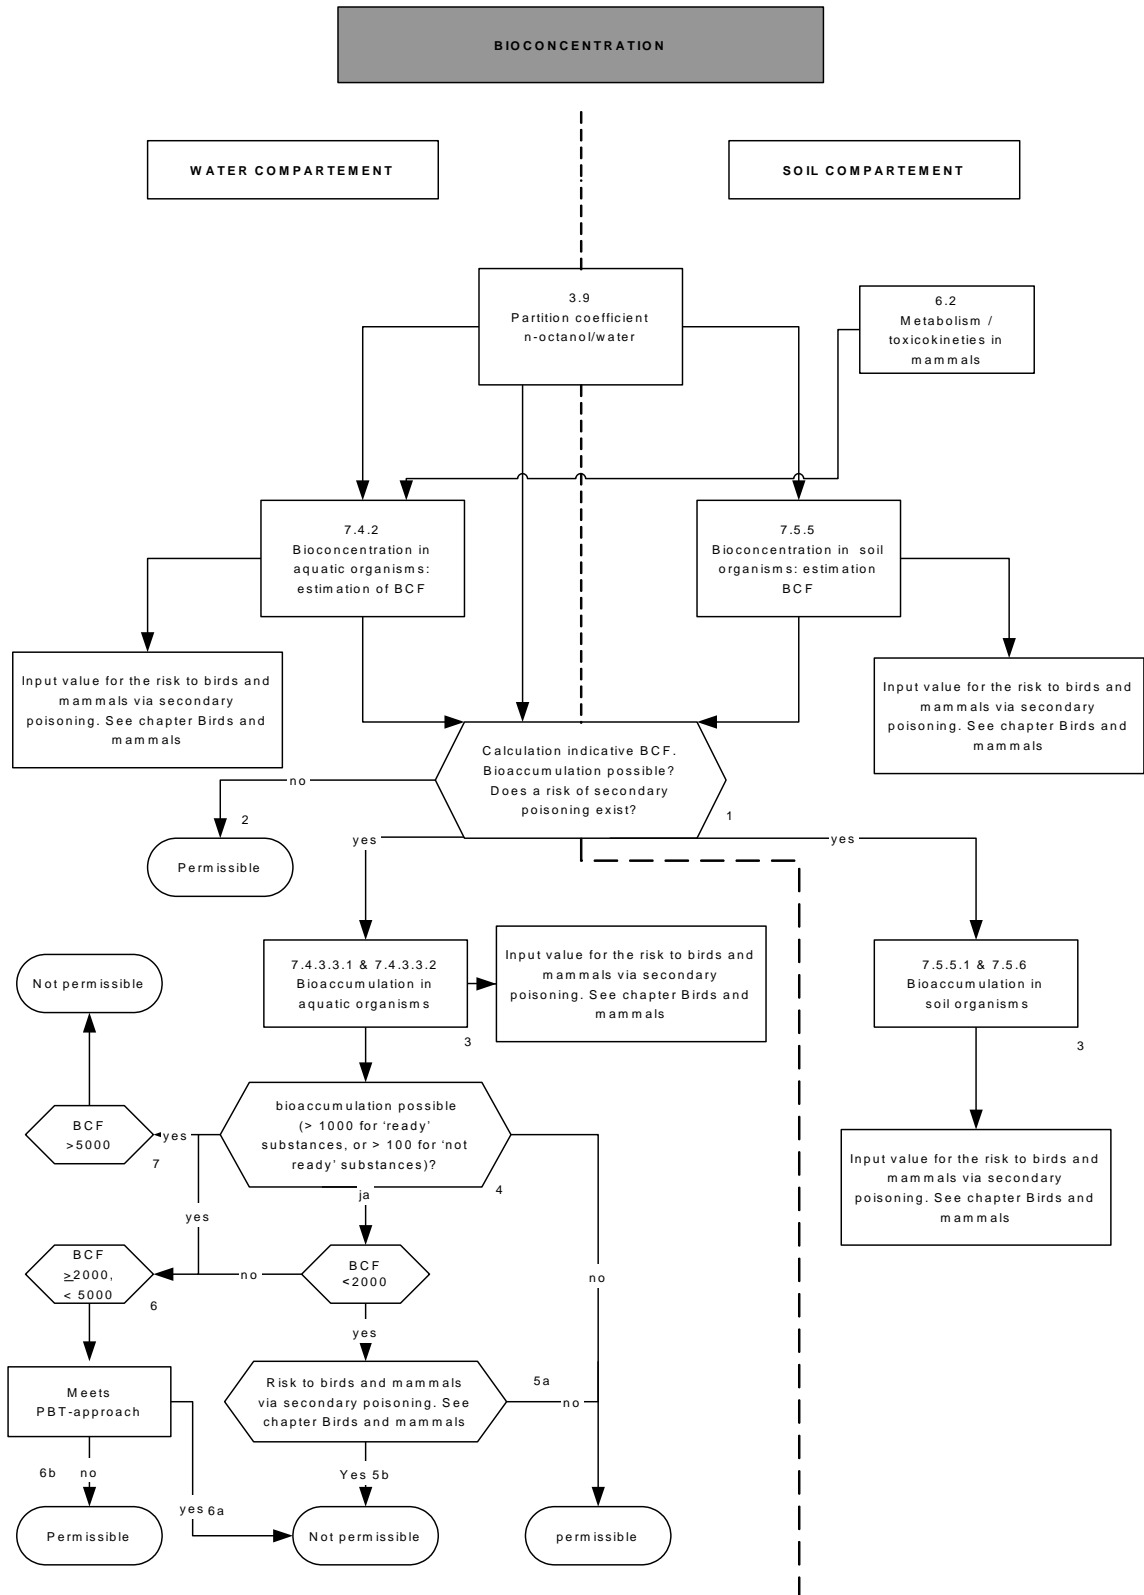 BIOCONCENTRATION
WATER COMPARTEMENT
SOIL COMPARTEMENT
3.9
Partition coefficient
n-octanol/water
6.2
Metabolism /
toxicokineties in
mammals
7.4.2
Bioconcentration in
aquatic organisms:
estimation of BCF
7.5.5
Bioconcentration in soil
organisms: estimation
BCF
Input value for the risk to birds and
mammals via secondary
poisoning. See chapter Birds and
mammals
Input value for the risk to birds and
mammals via secondary
poisoning. See chapter Birds and
mammals
Calculation indicative BCF.
Bioaccumulation possible?
Does a risk of secondary
poisoning exist?
1
no
2
Permissible
yes
yes
7.4.3.3.1 & 7.4.3.3.2
Bioaccumulation in
aquatic organisms
3
Input value for the risk to birds and
mammals via secondary
poisoning. See chapter Birds and
mammals
7.5.5.1 & 7.5.6
Bioaccumulation in
soil organisms
3
Not permissible
bioaccumulation possible
(> 1000 for ‘ready’
substances, or > 100 for ‘not
ready’ substances)?
4
BCF
>5000
7
yes
yes
ja
Input value for the risk to birds and
mammals via secondary
poisoning. See chapter Birds and
mammals
BCF
≥2000,
< 5000
6
no
BCF
<2000
no
yes
Meets
PBT-approach
Risk to birds and mammals
via secondary poisoning. See
chapter Birds and mammals
5a
no
6b no
yes 6a
Yes 5b
Permissible
Not permissible
permissible